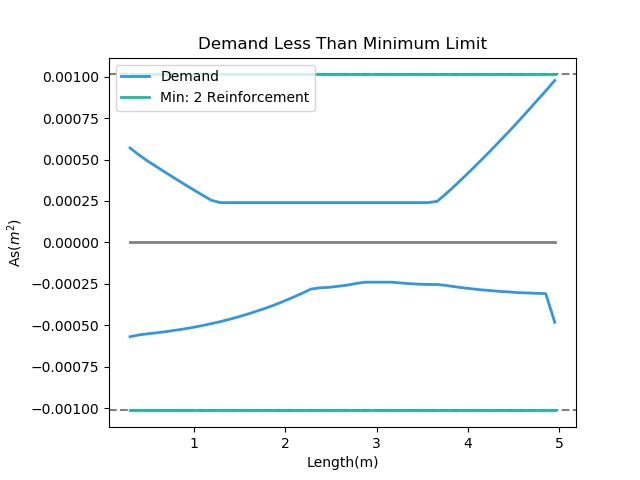 Demand Less Than Minimum Limit
Demand
Min: 2 Reinforcement
0.00100
0.00075
0.00050
0.00025
0.00000
−0.00025
−0.00050
−0.00075
−0.00100
As(m²)
1 2 3 4 5
Length(m)